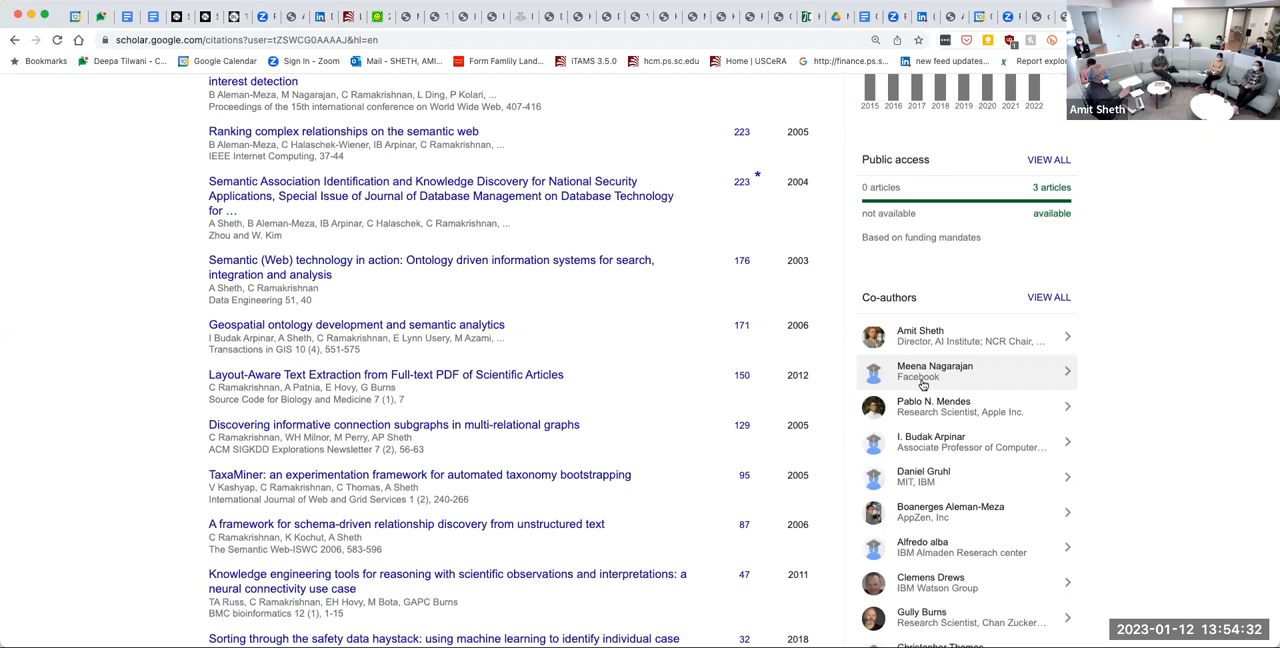 scholar.google.com/citations?user=tZSWCG0AAAAJ&hl=en
Bookmarks
Deepa Tilwani - C...
Google Calendar
Sign In - Zoom
Mail - SHETH, AMI...
Form Famlily Land...
iTAMS 3.5.0
hcm.ps.sc.edu
Home | USCeRA
http://finance.ps....
new feed updates...
Report explor
Amit Sheth
interest detection
B Aleman-Meza, M Nagarajan, C Ramakrishnan, L Ding, P Kolari, ...
Proceedings of the 15th international conference on World Wide Web, 407-416
Ranking complex relationships on the semantic web 223 2005
B Aleman-Meza, C Halaschek-Wiener, IB Arpinar, C Ramakrishnan, ...
IEEE Internet Computing, 37-44
Semantic Association Identification and Knowledge Discovery for National Security 223 * 2004
Applications, Special Issue of Journal of Database Management on Database Technology
for ...
A Sheth, B Aleman-Meza, IB Arpinar, C Halaschek, C Ramakrishnan, ...
Zhou and W. Kim
Semantic (Web) technology in action: Ontology driven information systems for search, 176 2003
integration and analysis
A Sheth, C Ramakrishnan
Data Engineering 51, 40
Geospatial ontology development and semantic analytics 171 2006
I Budak Arpinar, A Sheth, C Ramakrishnan, E Lynn Usery, M Azami, ...
Transactions in GIS 10 (4), 551-575
Layout-Aware Text Extraction from Full-text PDF of Scientific Articles 150 2012
C Ramakrishnan, A Patnia, E Hovy, G Burns
Source Code for Biology and Medicine 7 (1), 7
Discovering informative connection subgraphs in multi-relational graphs 129 2005
C Ramakrishnan, WH Milnor, M Perry, AP Sheth
ACM SIGKDD Explorations Newsletter 7 (2), 56-63
TaxaMiner: an experimentation framework for automated taxonomy bootstrapping 95 2005
V Kashyap, C Ramakrishnan, C Thomas, A Sheth
International Journal of Web and Grid Services 1 (2), 240-266
A framework for schema-driven relationship discovery from unstructured text 87 2006
C Ramakrishnan, K Kochut, A Sheth
The Semantic Web-ISWC 2006, 583-596
Knowledge engineering tools for reasoning with scientific observations and interpretations: a 47 2011
neural connectivity use case
TA Russ, C Ramakrishnan, EH Hovy, M Bota, GAPC Burns
BMC bioinformatics 12 (1), 1-15
Sorting through the safety data haystack: using machine learning to identify individual case 32 2018
2015 2016 2017 2018 2019 2020 2021 2022
Public access VIEW ALL
0 articles 3 articles
not available available
Based on funding mandates
Co-authors VIEW ALL
Amit Sheth
Director, AI Institute; NCR Chair, ...
Meena Nagarajan
Facebook
Pablo N. Mendes
Research Scientist, Apple Inc.
I. Budak Arpinar
Associate Professor of Computer...
Daniel Gruhl
MIT, IBM
Boanerges Aleman-Meza
AppZen, Inc
Alfredo alba
IBM Almaden Reserach center
Clemens Drews
IBM Watson Group
Gully Burns
Research Scientist, Chan Zucker...
2023-01-12 13:54:32